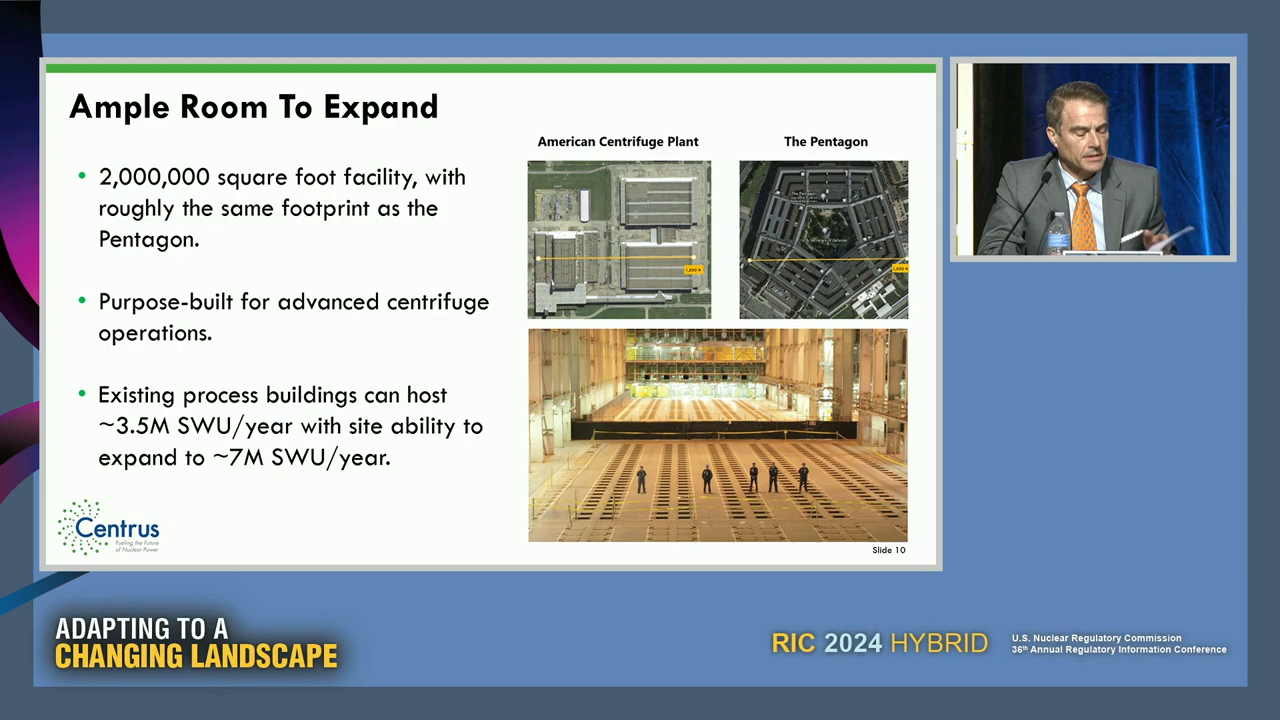 Ample Room To Expand
• 2,000,000 square foot facility, with
roughly the same footprint as the
Pentagon.
• Purpose-built for advanced centrifuge
operations.
• Existing process buildings can host
~3.5M SWU/year with site ability to
expand to ~7M SWU/year.
American Centrifuge Plant
The Pentagon
Centrus
Fueling the Future
of Nuclear Power
Slide 10
ADAPTING TO A
CHANGING LANDSCAPE
RIC 2024 HYBRID
U.S. Nuclear Regulatory Commission
36th Annual Regulatory Information Conference